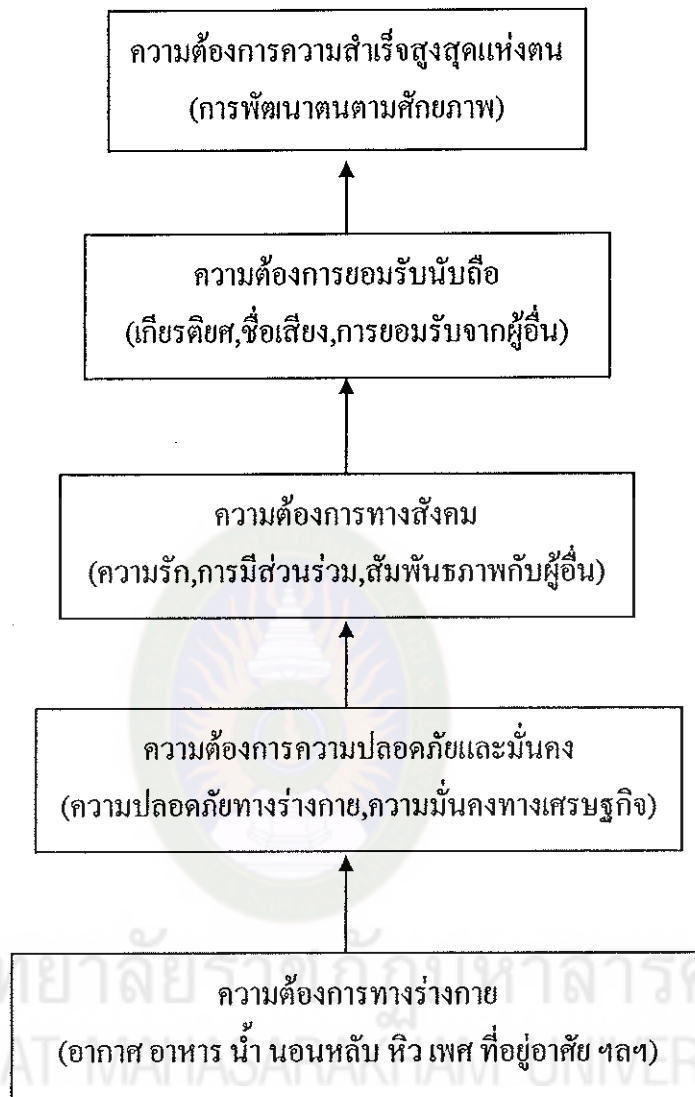 ความต้องการความสำเร็จสูงสุดแห่งตน
(การพัฒนาตนตามศักยภาพ)
ความต้องการยอมรับนับถือ
(เกียรติยศ,ชื่อเสียง,การยอมรับจากผู้อื่น)
ความต้องการทางสังคม
(ความรัก,การมีส่วนร่วม,สัมพันธภาพกับผู้อื่น)
ความต้องการความปลอดภัยและมั่นคง
(ความปลอดภัยทางร่างกาย,ความมั่นคงทางเศรษฐกิจ)
ความต้องการทางร่างกาย
(อากาศ อาหาร น้ำ นอนหลับ หิว เพศ ที่อยู่อาศัย ฯลฯ)
MAHASARAKHAM